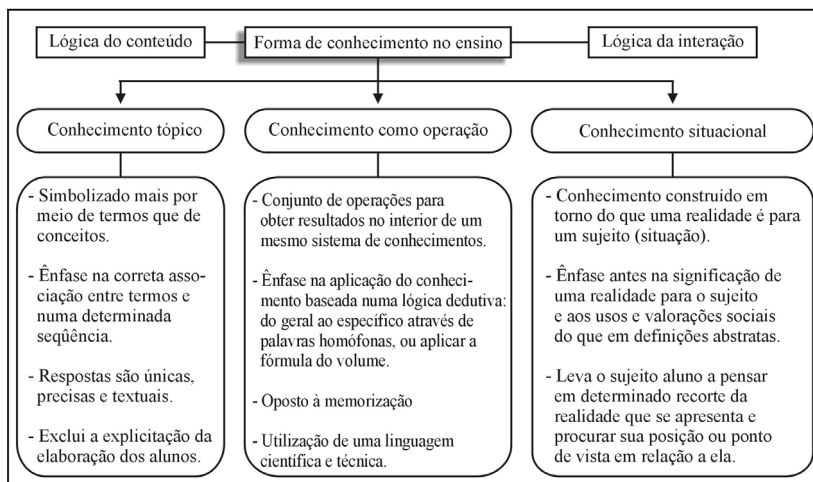 Lógica do conteúdo
Forma de conhecimento no ensino
Lógica da interação
Conhecimento tópico
Conhecimento como operação
Conhecimento situacional
- Simbolizado mais por
meio de termos que de
conceitos.
- Ênfase na correta asso-
ciação entre termos e
numa determinada
seqûência.
- Respostas são únicas,
precisas e textuais.
- Exclui a explicitação da
elaboração dos alunos.
- Conjunto de operações para
obter resultados no interior de um
mesmo sistema de conhecimentos.
- Ênfase na aplicação do conheci-
mento baseada numa lógica dedutiva:
do geral ao específico através de
palavras homófonas, ou aplicar a
fórmula do volume.
- Oposto à memorização
- Utilização de uma linguagem
científica e técnica.
- Conhecimento construído em
torno do que uma realidade é para
um sujeito (situação).
- Ênfase antes na significação de
uma realidade para o sujeito
e aos usos e valorações sociais
do que em definições abstratas.
- Leva o sujeito aluno a pensar
em determinado recorte da
realidade que se apresenta e
procurar sua posição ou ponto
de vista em relação a ela.